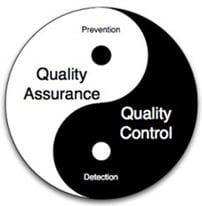 Prevention
Quality
Assurance
Quality
Control
Detection